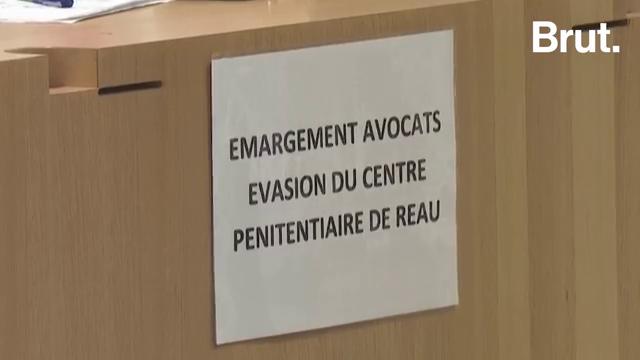 Brut.
EMARGEMENT AVOCATS
EVASION DU CENTRE
PENITENTIAIRE DE REAU